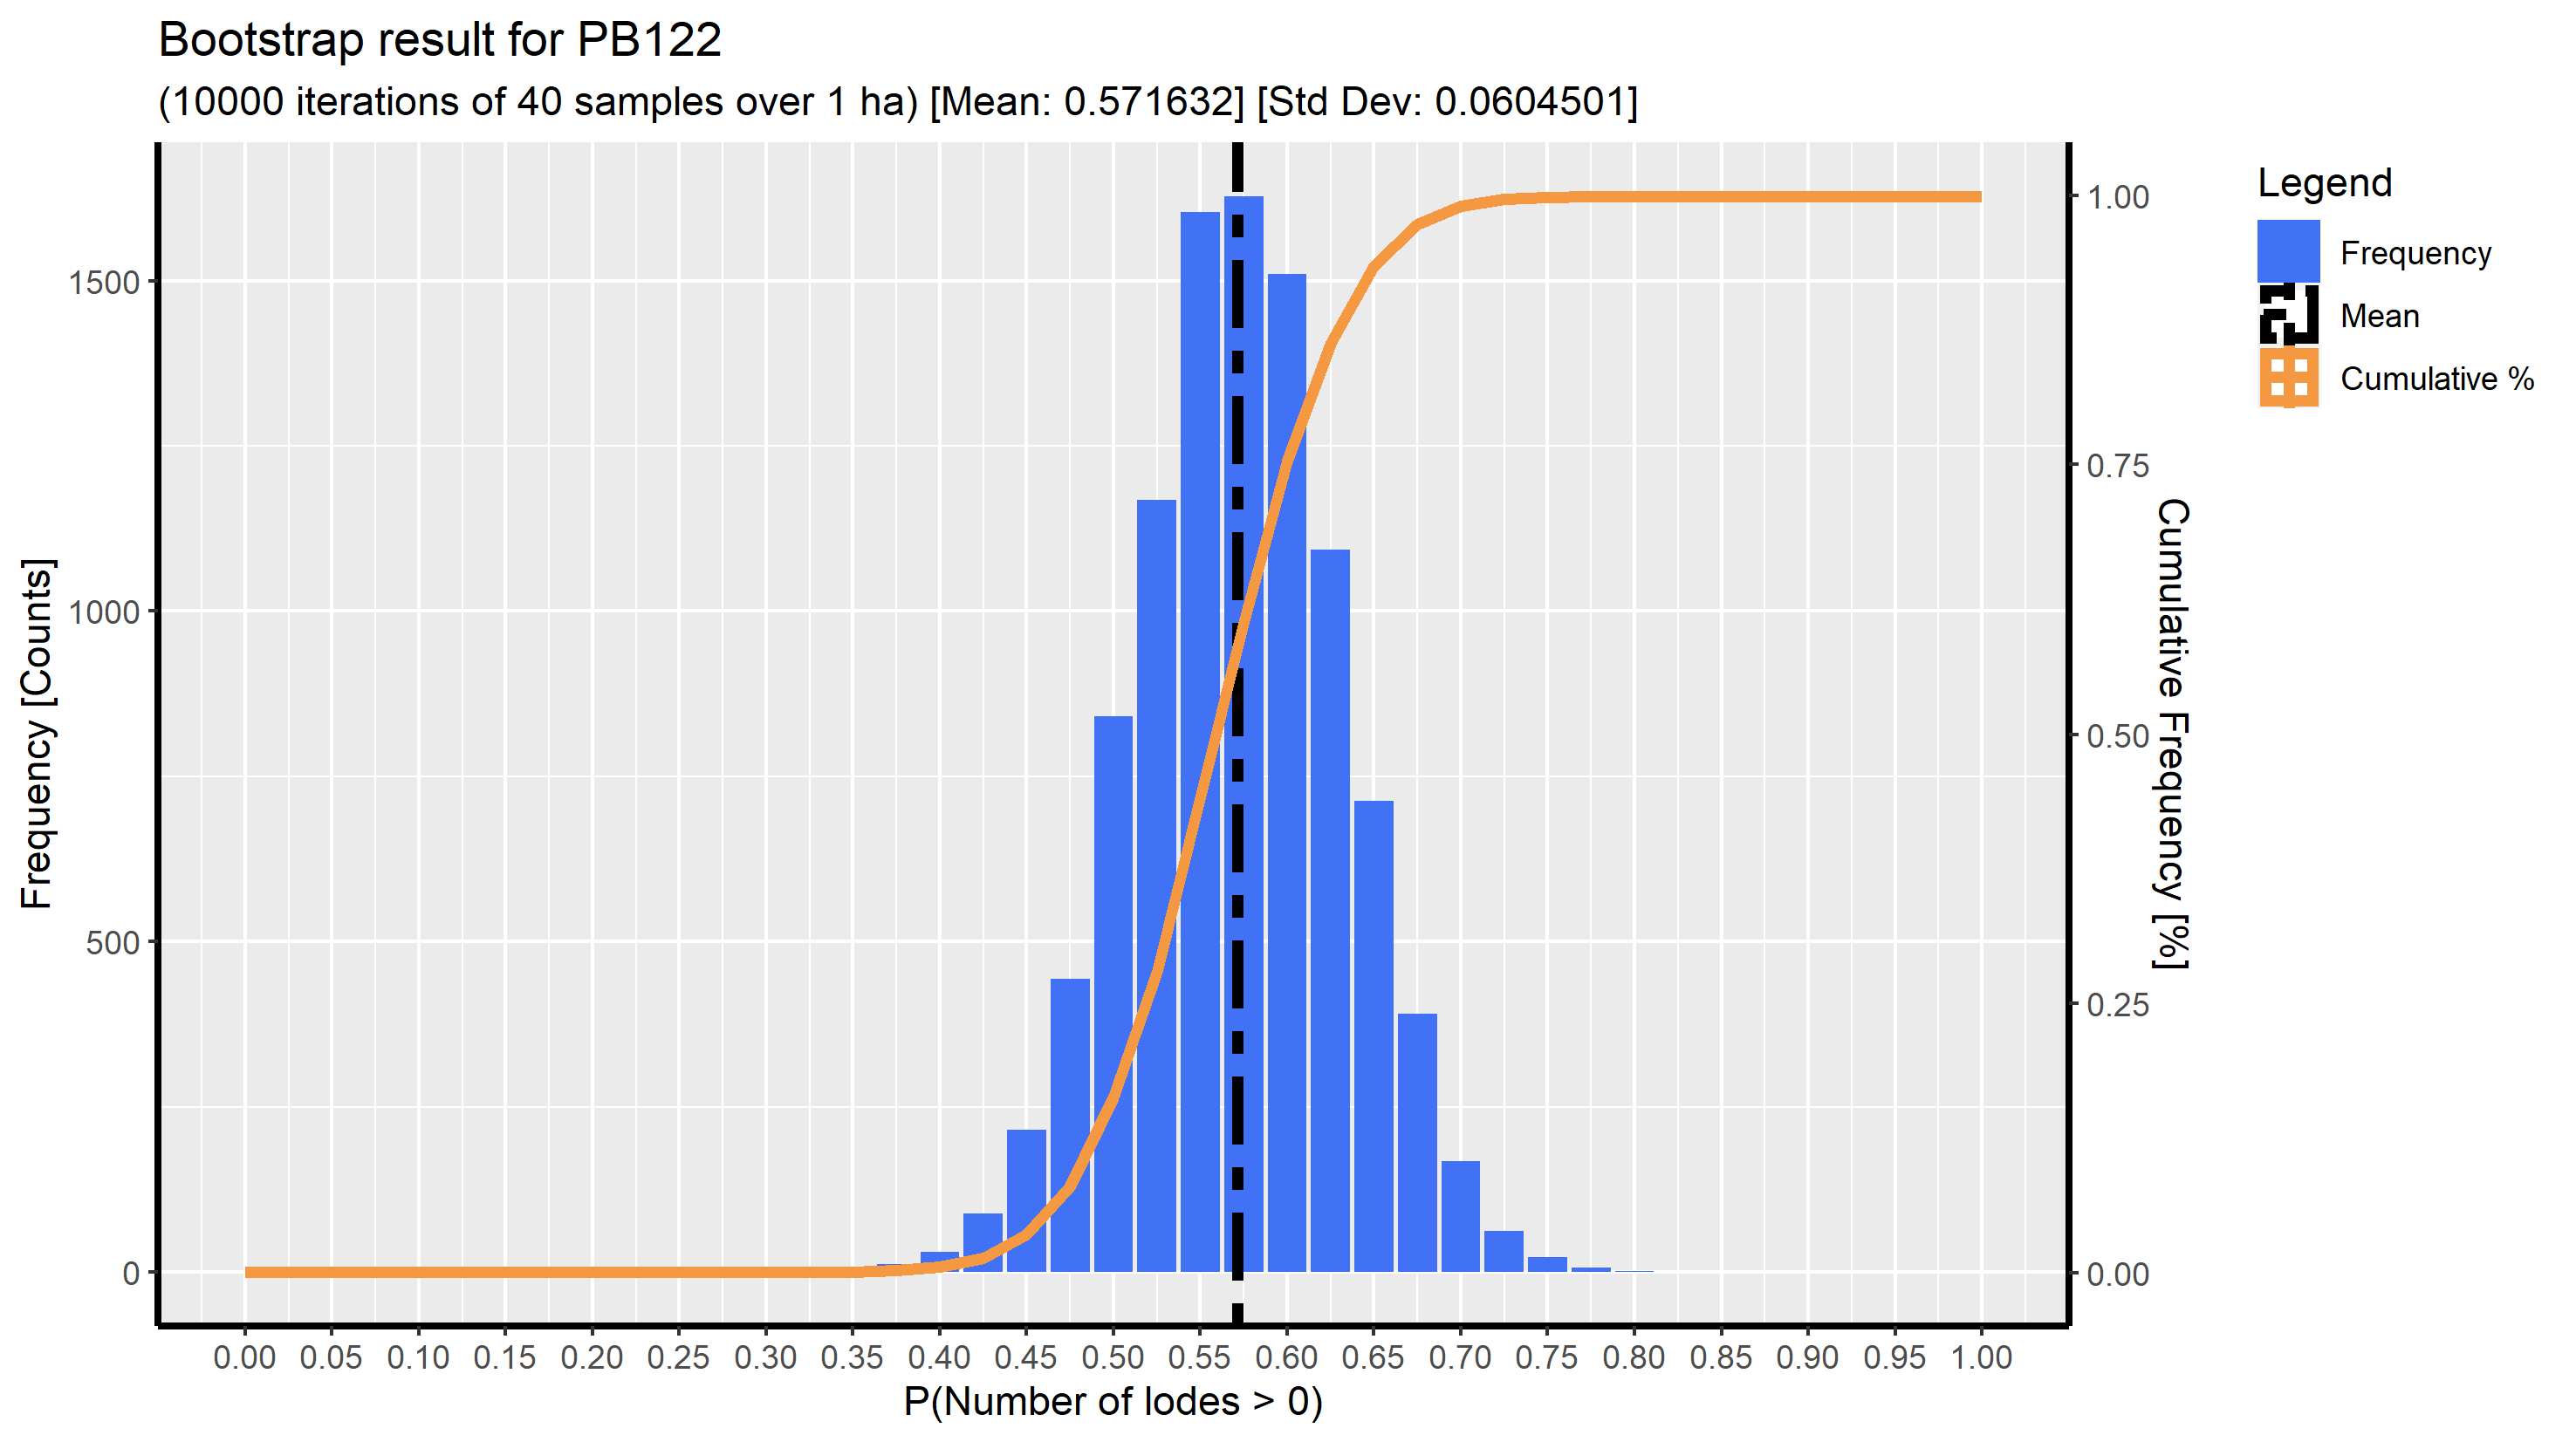 Bootstrap result for PB122
(10000 iterations of 40 samples over 1 ha) [Mean: 0.571632] [Std Dev: 0.0604501]
Frequency [Counts]
1500
1000
500
0
0.00 0.05 0.10 0.15 0.20 0.25 0.30 0.35 0.40 0.45 0.50 0.55 0.60 0.65 0.70 0.75 0.80 0.85 0.90 0.95 1.00
P(Number of lodes > 0)
1.00
0.75
0.50
0.25
0.00
Cumulative Frequency [%]
Legend
Frequency
Mean
Cumulative %